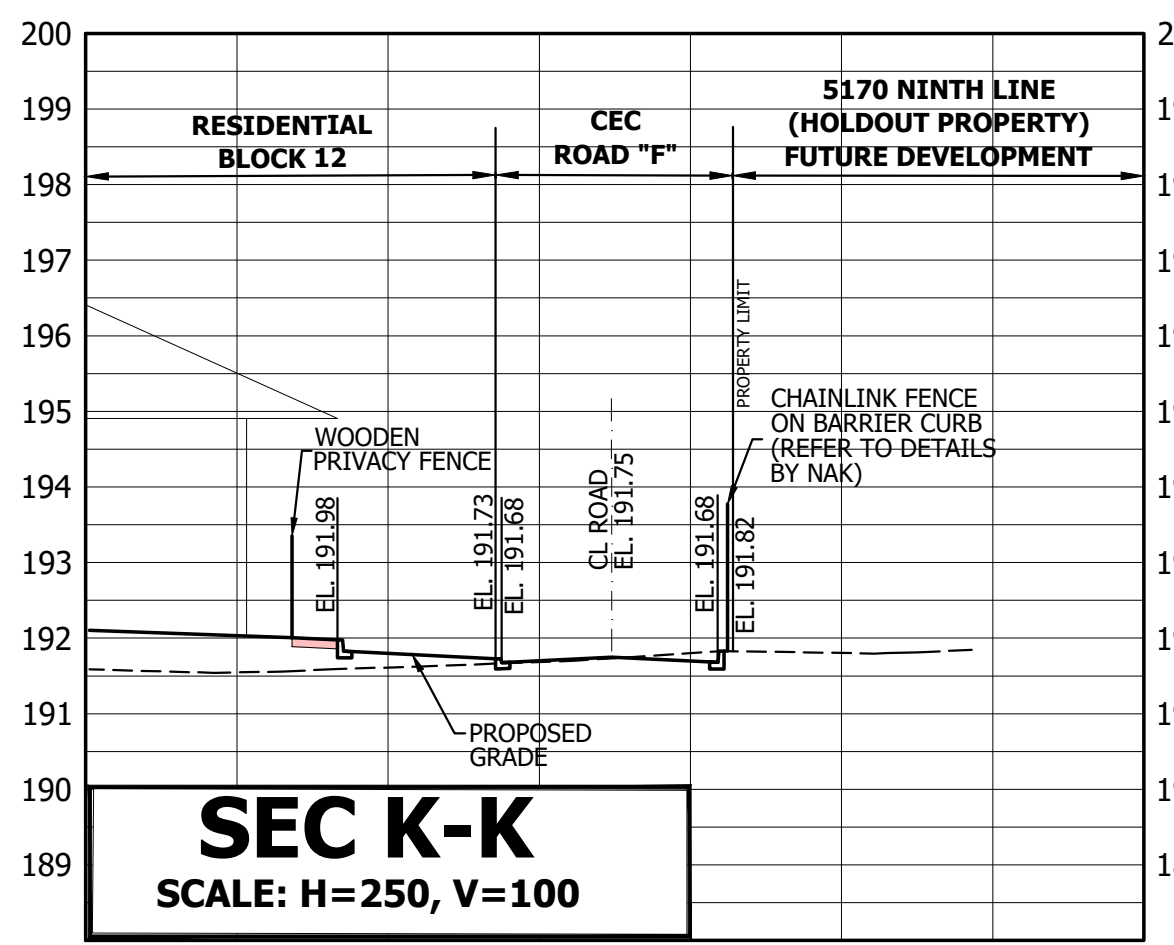 200
199
198
197
196
195
194
193
192
191
190
189
RESIDENTIAL
BLOCK 12
CEC
ROAD "F"
5170 NINTH LINE
(HOLDOUT PROPERTY)
FUTURE DEVELOPMENT
PROPERTY LIMIT
WOODEN
PRIVACY FENCE
CHAINLINK FENCE
ON BARRIER CURB
(REFER TO DETAILS
BY NAK)
EL. 191.98
EL. 191.73
EL. 191.68
CL ROAD
EL. 191.75
EL. 191.68
EL. 191.82
PROPOSED
GRADE
SEC K-K
SCALE: H=250, V=100